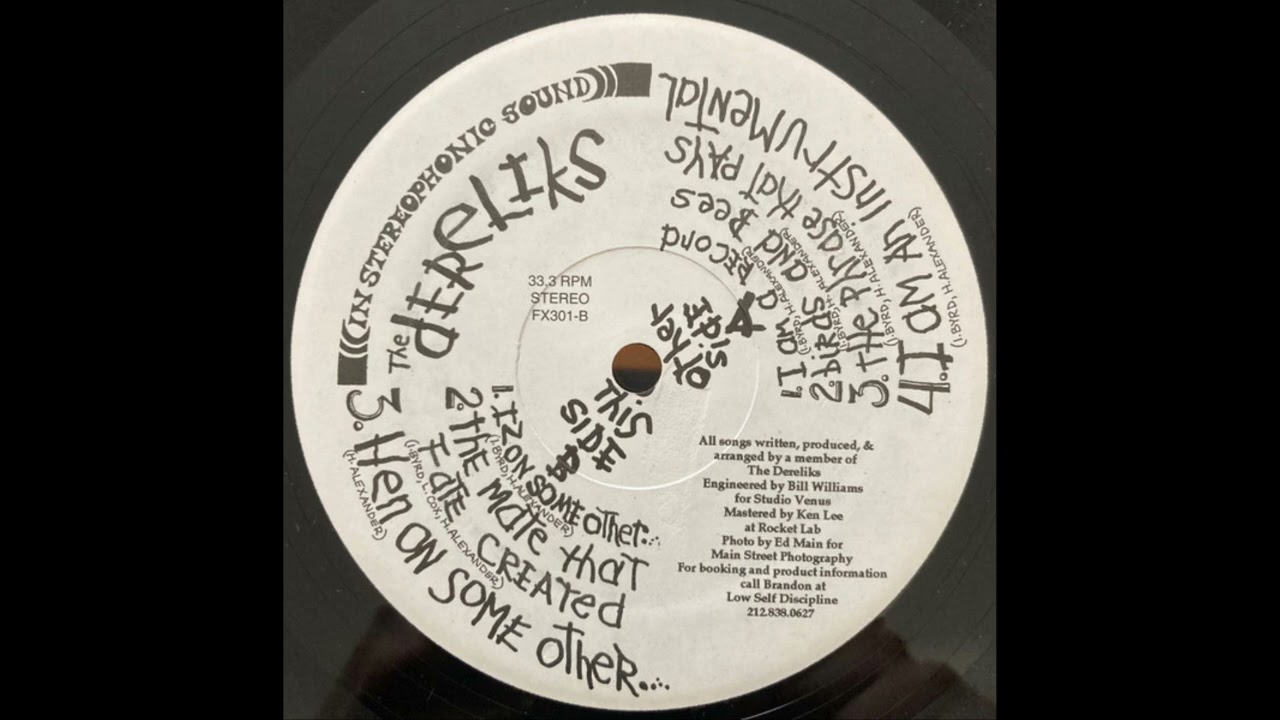 IN STEREOPHONIC SOUND
The dERELIKS
33.3 RPM
STEREO
FX301-B
This
SIDE
B
1. IZ ON SOME OTHER...
(I. BYRD, H. ALEXANDER)
2. the MATE that
FATE CREATED
(I. BYRD, L. COX, H. ALEXANDER)
3. Hen ON SOME OTHER...
(H. ALEXANDER)
OTHER
SIDE
A
1. I am a RECORD
(I. BYRD, H. ALEXANDER)
2. birds and Bees
(I. BYRD, H. ALEXANDER)
3. tHE PhRase that PAYS
(I. BYRD, H. ALEXANDER)
4. I AM AN INSTRUMENTAL
(I. BYRD, H. ALEXANDER)
All songs written, produced, &
arranged by a member of
The Dereliks
Engineered by Bill Williams
for Studio Venus
Mastered by Ken Lee
at Rocket Lab
Photo by Ed Main for
Main Street Photography
For booking and product information
call Brandon at
Low Self Discipline
212.838.0627